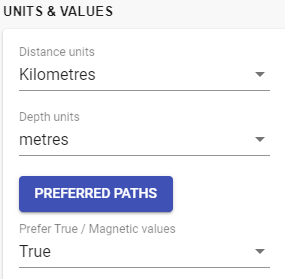 UNITS & VALUES
Distance units
Kilometres
Depth units
metres
PREFERRED PATHS
Prefer True / Magnetic values
True